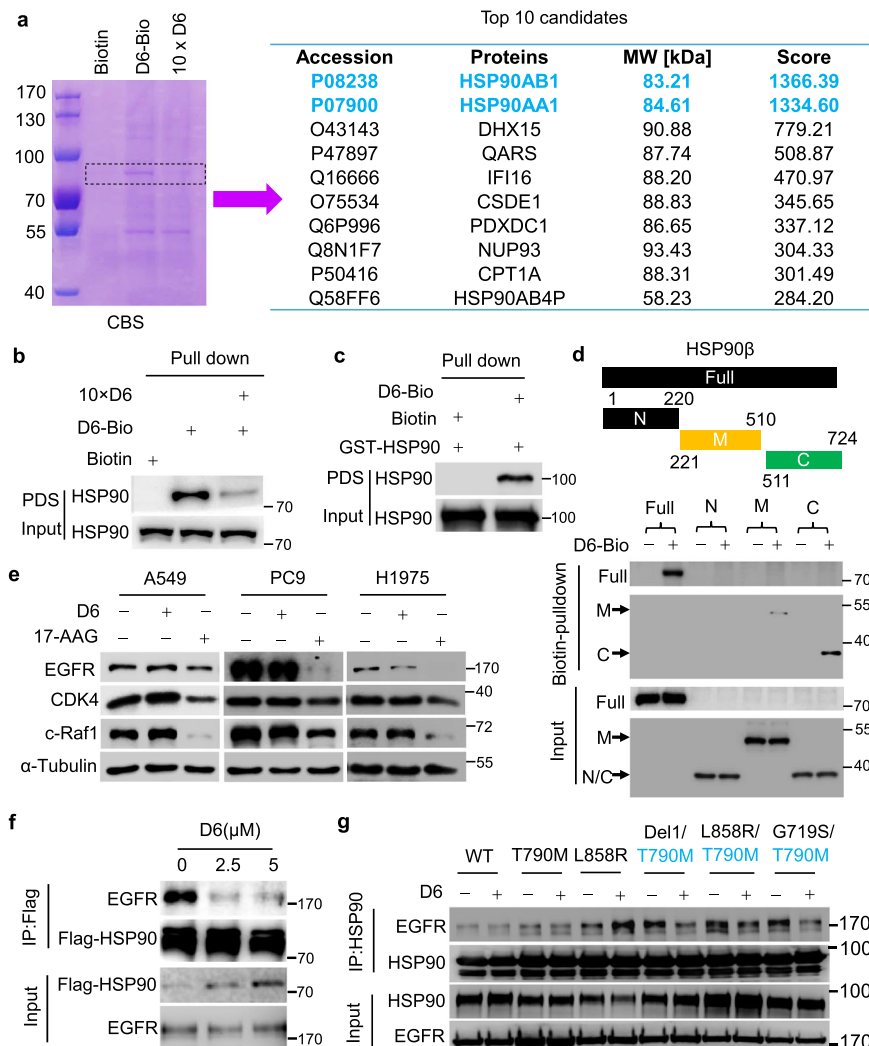 a
Top 10 candidates
Biotin
D6-Bio
10 x D6
170
130
100
70
55
40
CBS
Accession Proteins MW [kDa] Score
P08238 HSP90AB1 83.21 1366.39
P07900 HSP90AA1 84.61 1334.60
O43143 DHX15 90.88 779.21
P47897 QARS 87.74 508.87
Q16666 IFI16 88.20 470.97
O75534 CSDE1 88.83 345.65
Q6P996 PDXDC1 86.65 337.12
Q8N1F7 NUP93 93.43 304.33
P50416 CPT1A 88.31 301.49
Q58FF6 HSP90AB4P 58.23 284.20
b
Pull down
10×D6 +
D6-Bio + +
Biotin +
PDS HSP90 70
Input HSP90 70
c
Pull down
D6-Bio +
Biotin +
GST-HSP90 + +
PDS HSP90 100
Input HSP90 100
d
HSP90β
Full
1 220 510
N
M 724
221 C
511
Full N M C
D6-Bio − + − + − + − +
Biotin-pulldown
Full 70
M 55
C 40
Input
Full 70
M 55
N/C 40
e
A549 PC9 H1975
D6 − + − − + − − + −
17-AAG − − + − − + − − +
EGFR 170
CDK4 40
c-Raf1 72
α-Tubulin 55
f
D6(μM)
0 2.5 5
IP:Flag
EGFR 170
Flag-HSP90
Input
Flag-HSP90 70
EGFR 170
g
Del1/ L858R/ G719S/
WT T790M L858R T790M T790M T790M
D6 − + − + − + − + − + − +
IP:HSP90
EGFR 170
HSP90 100
Input
HSP90 100
EGFR 170